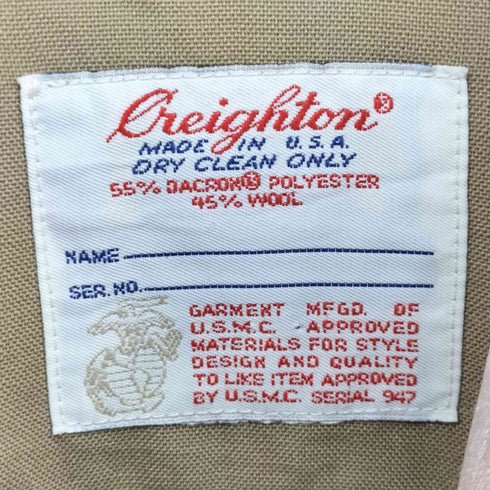 Creighton®
MADE IN U.S.A.
DRY CLEAN ONLY
55% DACRON® POLYESTER
45% WOOL
NAME
SER. NO.
GARMENT MFGD. OF
U.S.M.C. - APPROVED
MATERIALS FOR STYLE
DESIGN AND QUALITY
TO LIKE ITEM APPROVED
BY U.S.M.C. SERIAL 947